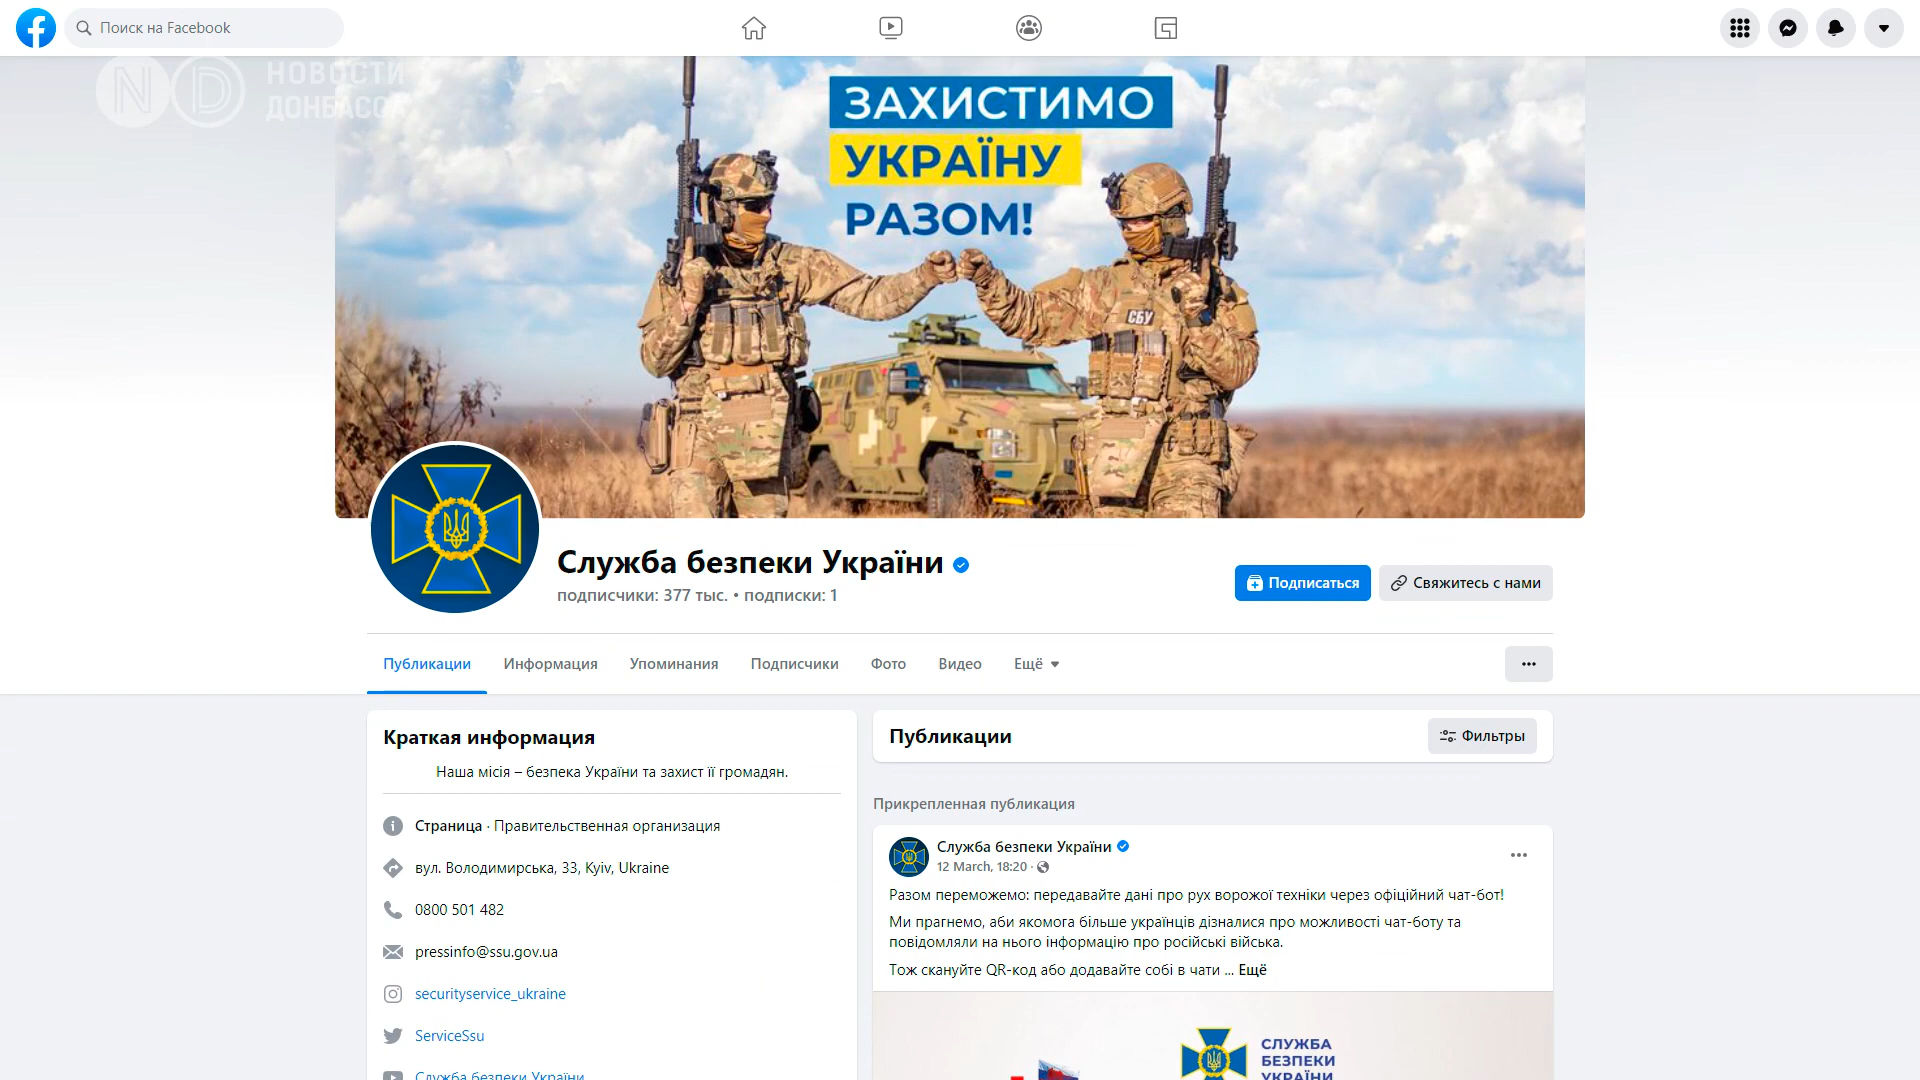 Поиск на Facebook
НОВОСТИ
ДОНБАССА
ND
ЗАХИСТИМО
УКРАЇНУ
РАЗОМ!
СБУ
Служба безпеки України
подписчики: 377 тыс. • подписки: 1
Подписаться
Свяжитесь с нами
Публикации
Информация
Упоминания
Подписчики
Фото
Видео
Ещё
Краткая информация
Наша місія – безпека України та захист її громадян.
Страница · Правительственная организация
вул. Володимирська, 33, Kyiv, Ukraine
0800 501 482
pressinfo@ssu.gov.ua
securityservice_ukraine
ServiceSsu
Служба безпеки України
Публикации
Фильтры
Прикрепленная публикация
Служба безпеки України
12 March, 18:20 ·
Разом переможемо: передавайте дані про рух ворожої техніки через офіційний чат-бот!
Ми прагнемо, аби якомога більше українців дізналися про можливості чат-боту та
повідомляли на нього інформацію про російські війська.
Тож скануйте QR-код або додавайте собі в чати ... Ещё
СЛУЖБА
БЕЗПЕКИ
УКРАЇНИ